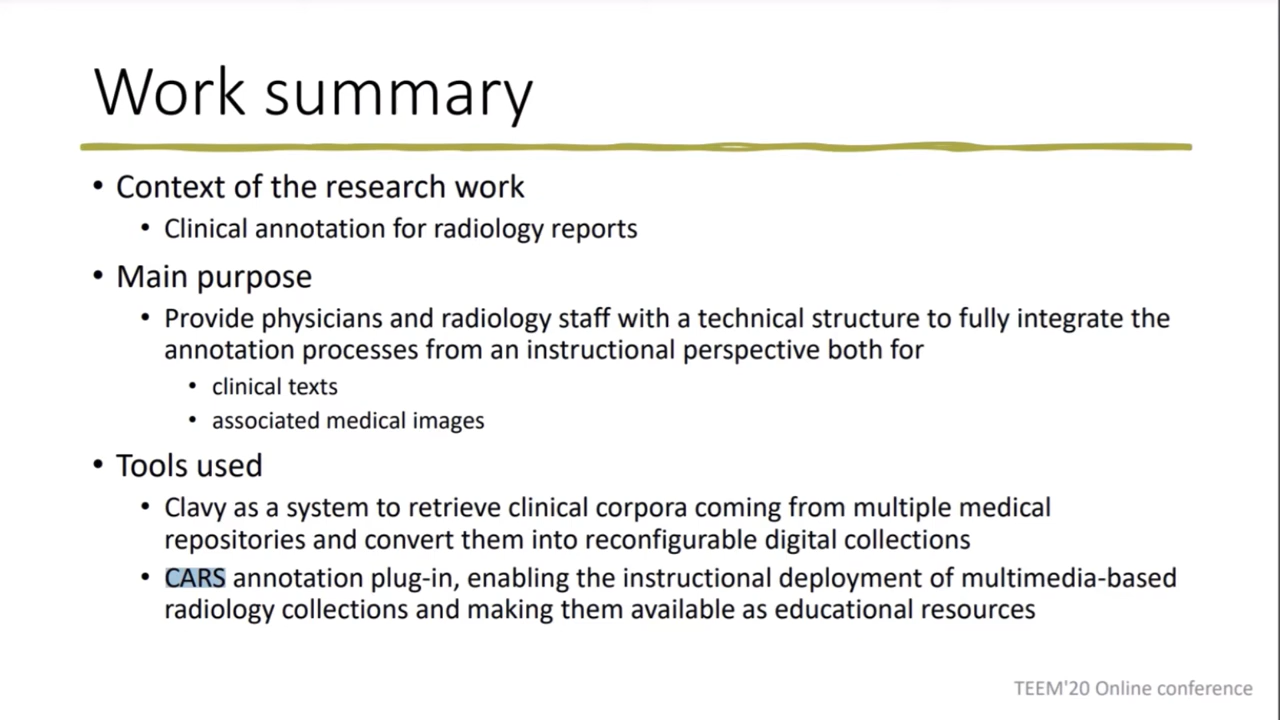 Work summary
• Context of the research work
• Clinical annotation for radiology reports
• Main purpose
• Provide physicians and radiology staff with a technical structure to fully integrate the
annotation processes from an instructional perspective both for
• clinical texts
• associated medical images
• Tools used
• Clavy as a system to retrieve clinical corpora coming from multiple medical
repositories and convert them into reconfigurable digital collections
• CARS annotation plug-in, enabling the instructional deployment of multimedia-based
radiology collections and making them available as educational resources
TEEM'20 Online conference